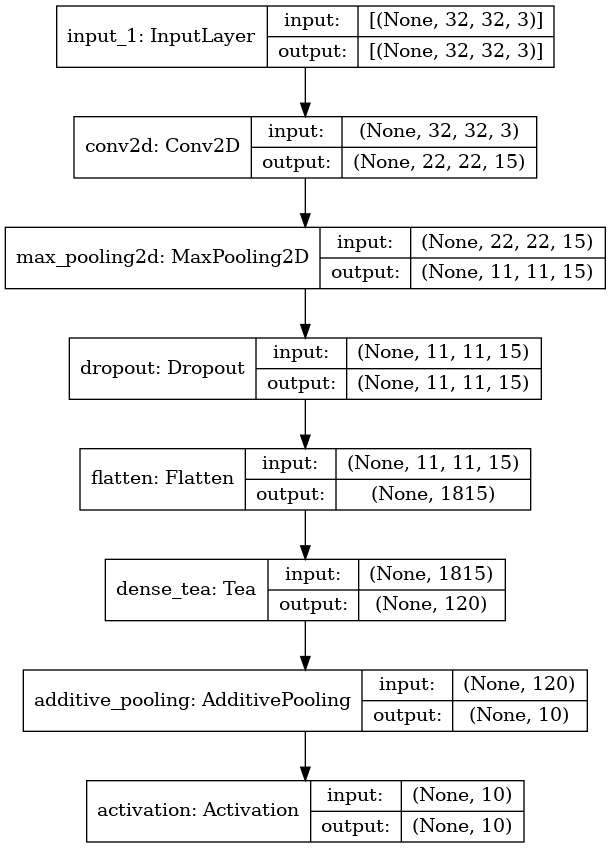 input_1: InputLayer
input: [(None, 32, 32, 3)]
output: [(None, 32, 32, 3)]
conv2d: Conv2D
input: (None, 32, 32, 3)
output: (None, 22, 22, 15)
max_pooling2d: MaxPooling2D
input: (None, 22, 22, 15)
output: (None, 11, 11, 15)
dropout: Dropout
input: (None, 11, 11, 15)
output: (None, 11, 11, 15)
flatten: Flatten
input: (None, 11, 11, 15)
output: (None, 1815)
dense_tea: Tea
input: (None, 1815)
output: (None, 120)
additive_pooling: AdditivePooling
input: (None, 120)
output: (None, 10)
activation: Activation
input: (None, 10)
output: (None, 10)